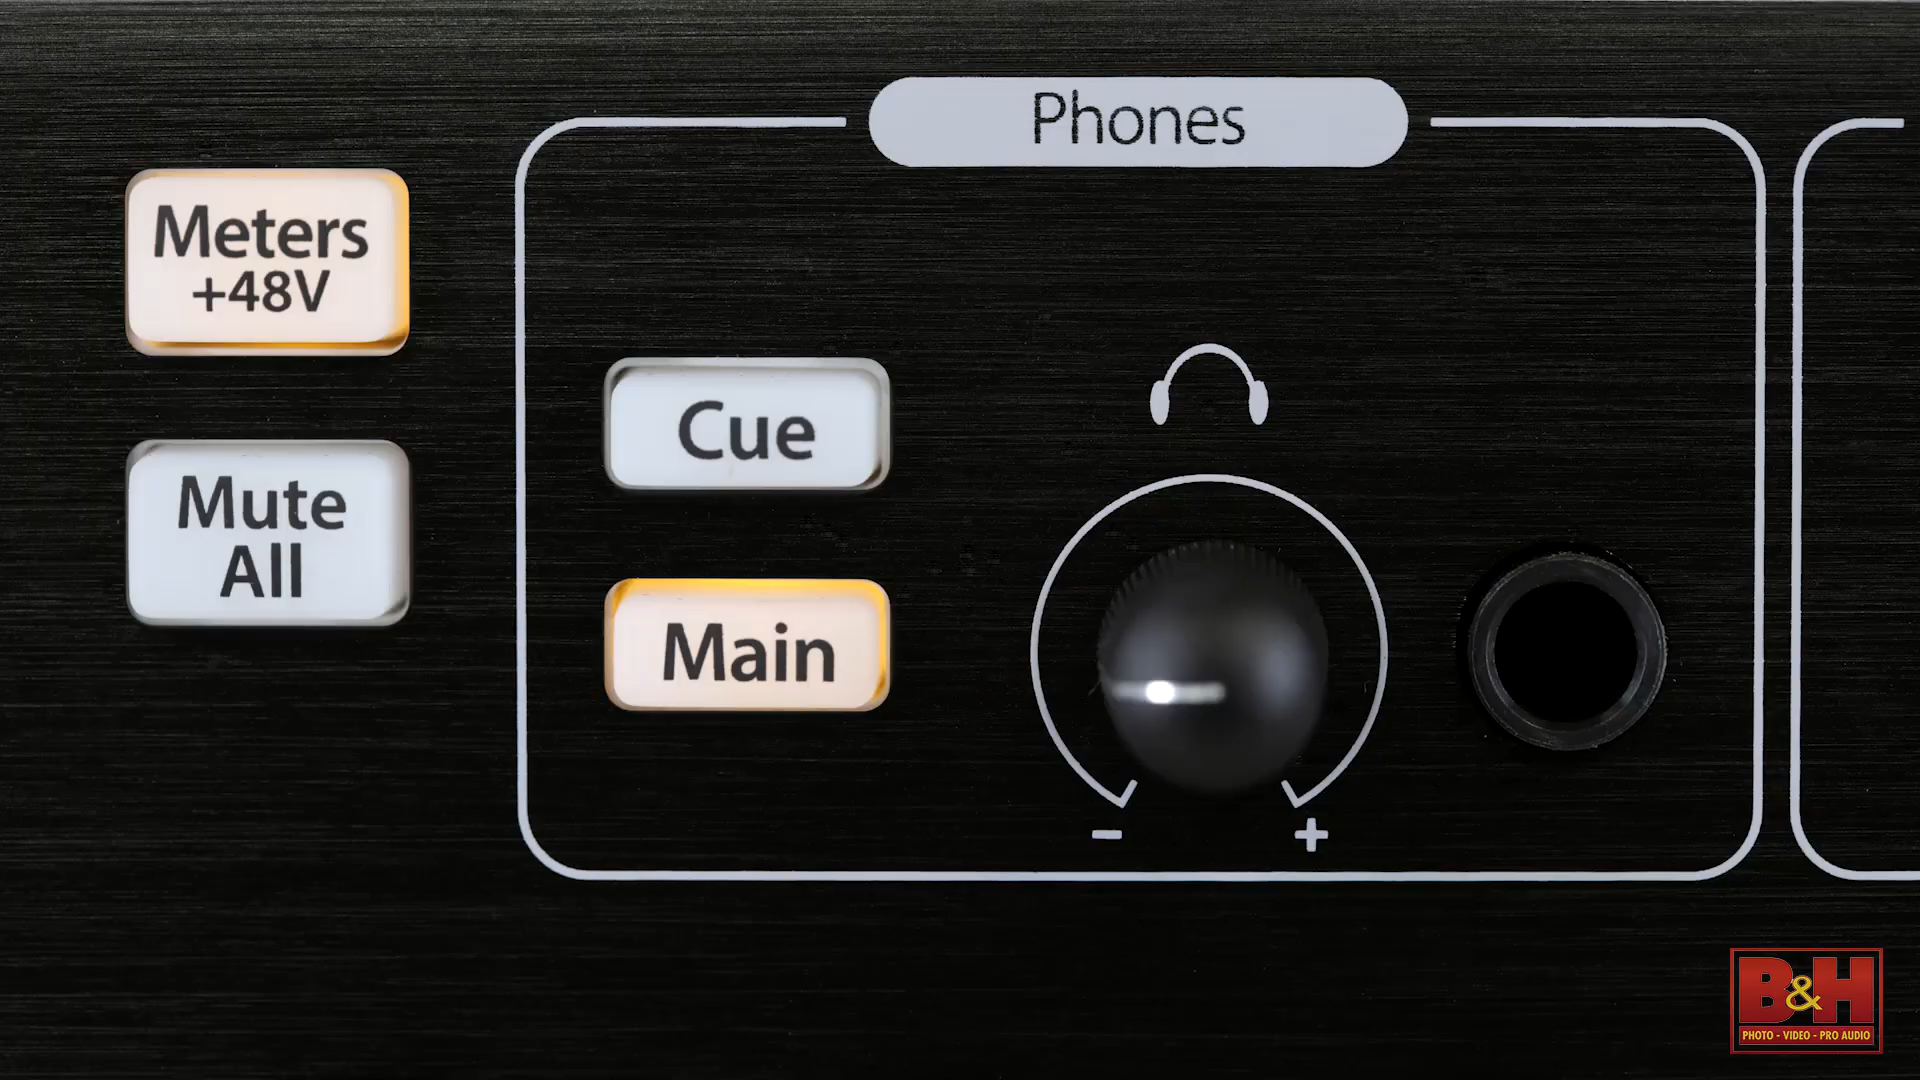 Phones
Meters
+48V
Mute
All
Cue
Main
- +
B&H
PHOTO - VIDEO - PRO AUDIO